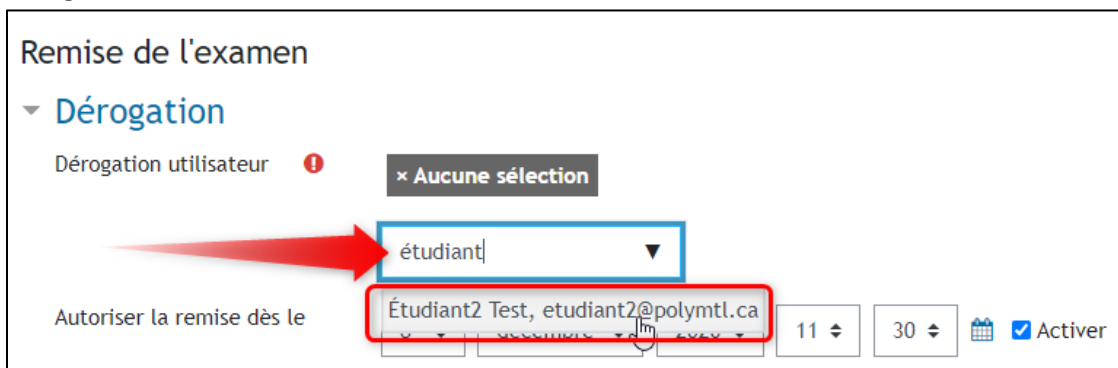 Remise de l'examen
Dérogation
Dérogation utilisateur
× Aucune sélection
étudiant
Étudiant2 Test, etudiant2@polymtl.ca
Autoriser la remise dès le
11 30 Activer